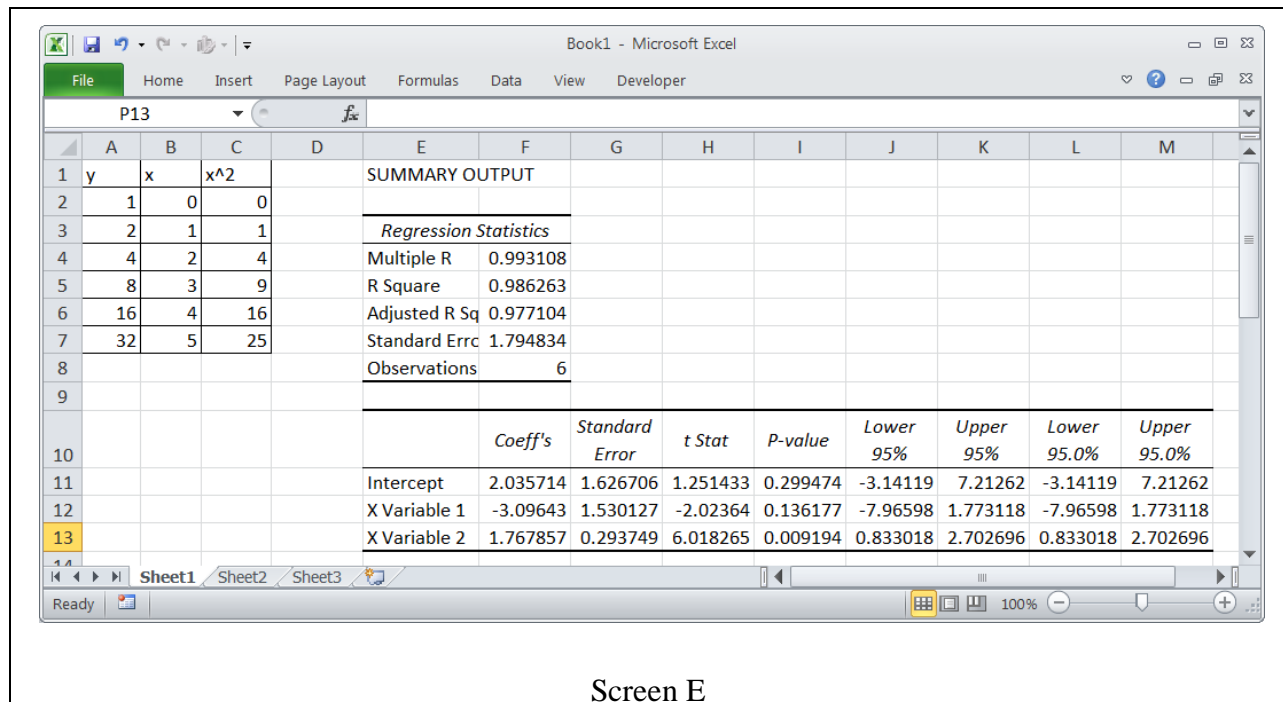 Book1 - Microsoft Excel
File Home Insert Page Layout Formulas Data View Developer
P13 fx
A B C D E F G H I J K L M
1 y x x^2 SUMMARY OUTPUT
2 1 0 0
3 2 1 1 Regression Statistics
4 4 2 4 Multiple R 0.993108
5 8 3 9 R Square 0.986263
6 16 4 16 Adjusted R Sq 0.977104
7 32 5 25 Standard Errc 1.794834
8 Observations 6
9
10 Coeff's Standard Error t Stat P-value Lower 95% Upper 95% Lower 95.0% Upper 95.0%
11 Intercept 2.035714 1.626706 1.251433 0.299474 -3.14119 7.21262 -3.14119 7.21262
12 X Variable 1 -3.09643 1.530127 -2.02364 0.136177 -7.96598 1.773118 -7.96598 1.773118
13 X Variable 2 1.767857 0.293749 6.018265 0.009194 0.833018 2.702696 0.833018 2.702696
14
Sheet1 Sheet2 Sheet3
Ready 100%
Screen E